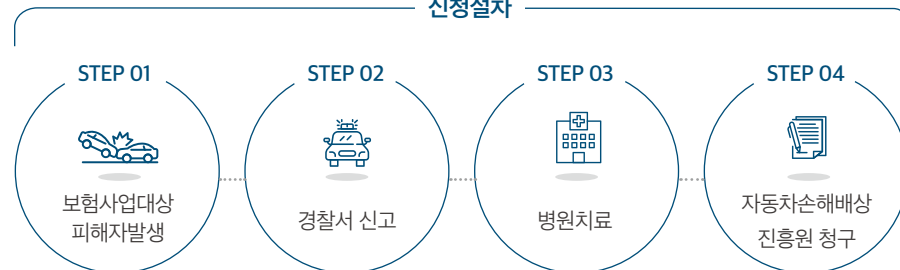 신청절차
STEP 01
STEP 02
STEP 03
STEP 04
보험사업대상
피해자발생
경찰서 신고
병원치료
자동차손해배상
진흥원 청구